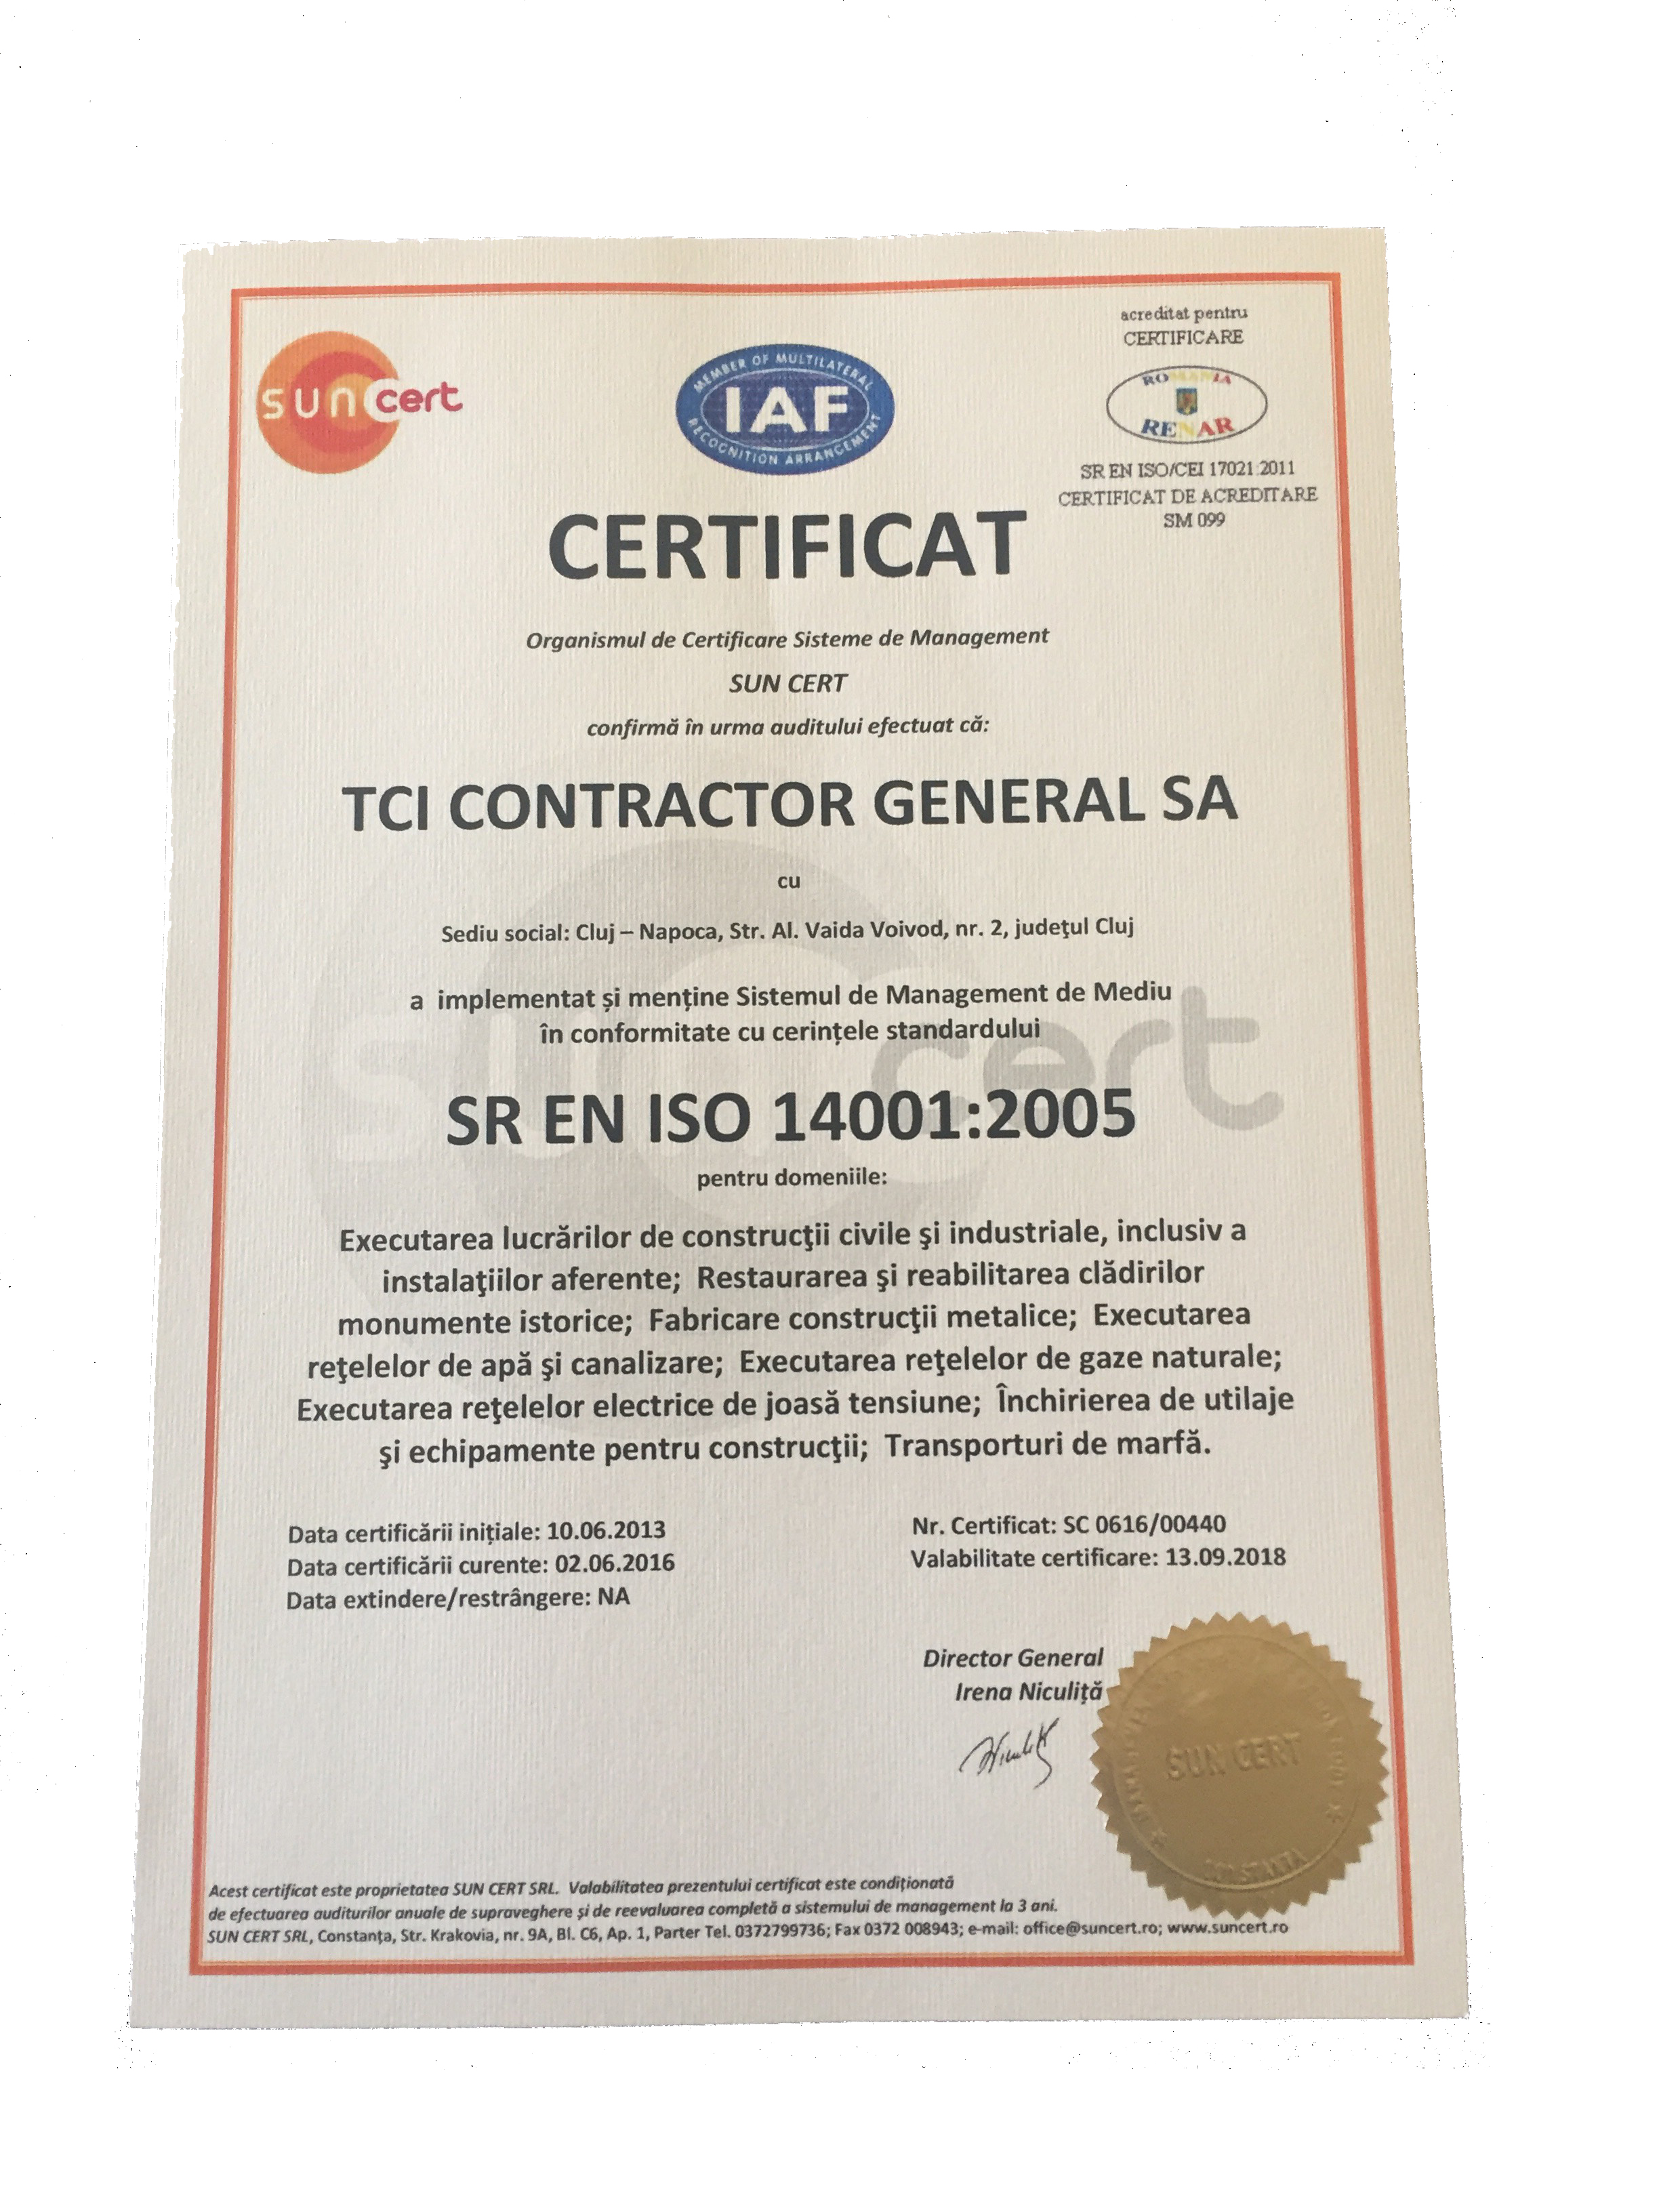 sun cert
MEMBER OF MULTILATERAL
IAF
RECOGNITION ARRANGEMENT
acreditat pentru
CERTIFICARE
ROMANIA
RENAR
SR EN ISO/CEI 17021:2011
CERTIFICAT DE ACREDITARE
SM 099
CERTIFICAT
Organismul de Certificare Sisteme de Management
SUN CERT
confirmă în urma auditului efectuat că:
TCI CONTRACTOR GENERAL SA
cu
Sediu social: Cluj – Napoca, Str. Al. Vaida Voivod, nr. 2, judeţul Cluj
a implementat și menține Sistemul de Management de Mediu
în conformitate cu cerințele standardului
sun cert
SR EN ISO 14001:2005
pentru domeniile:
Executarea lucrărilor de construcţii civile şi industriale, inclusiv a
instalaţiilor aferente; Restaurarea şi reabilitarea clădirilor
monumente istorice; Fabricare construcţii metalice; Executarea
reţelelor de apă şi canalizare; Executarea reţelelor de gaze naturale;
Executarea reţelelor electrice de joasă tensiune; Închirierea de utilaje
şi echipamente pentru construcţii; Transporturi de marfă.
Data certificării inițiale: 10.06.2013
Data certificării curente: 02.06.2016
Data extindere/restrângere: NA
Nr. Certificat: SC 0616/00440
Valabilitate certificare: 13.09.2018
Director General
Irena Niculiță
SUN CERT
CONSTANTA
Acest certificat este proprietatea SUN CERT SRL. Valabilitatea prezentului certificat este condiționată
de efectuarea auditurilor anuale de supraveghere și de reevaluarea completă a sistemului de management la 3 ani.
SUN CERT SRL, Constanța, Str. Krakovia, nr. 9A, Bl. C6, Ap. 1, Parter Tel. 0372799736; Fax 0372 008943; e-mail: office@suncert.ro; www.suncert.ro